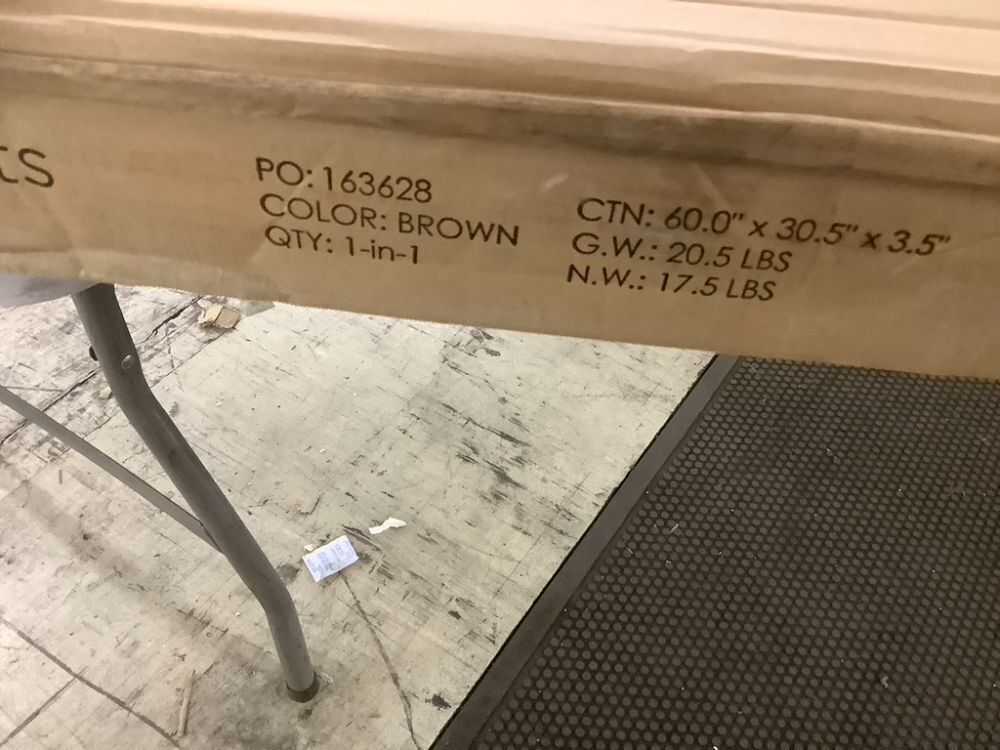 ts
PO: 163628
COLOR: BROWN
QTY: 1-in-1
CTN: 60.0" x 30.5" x 3.5"
G.W.: 20.5 LBS
N.W.: 17.5 LBS